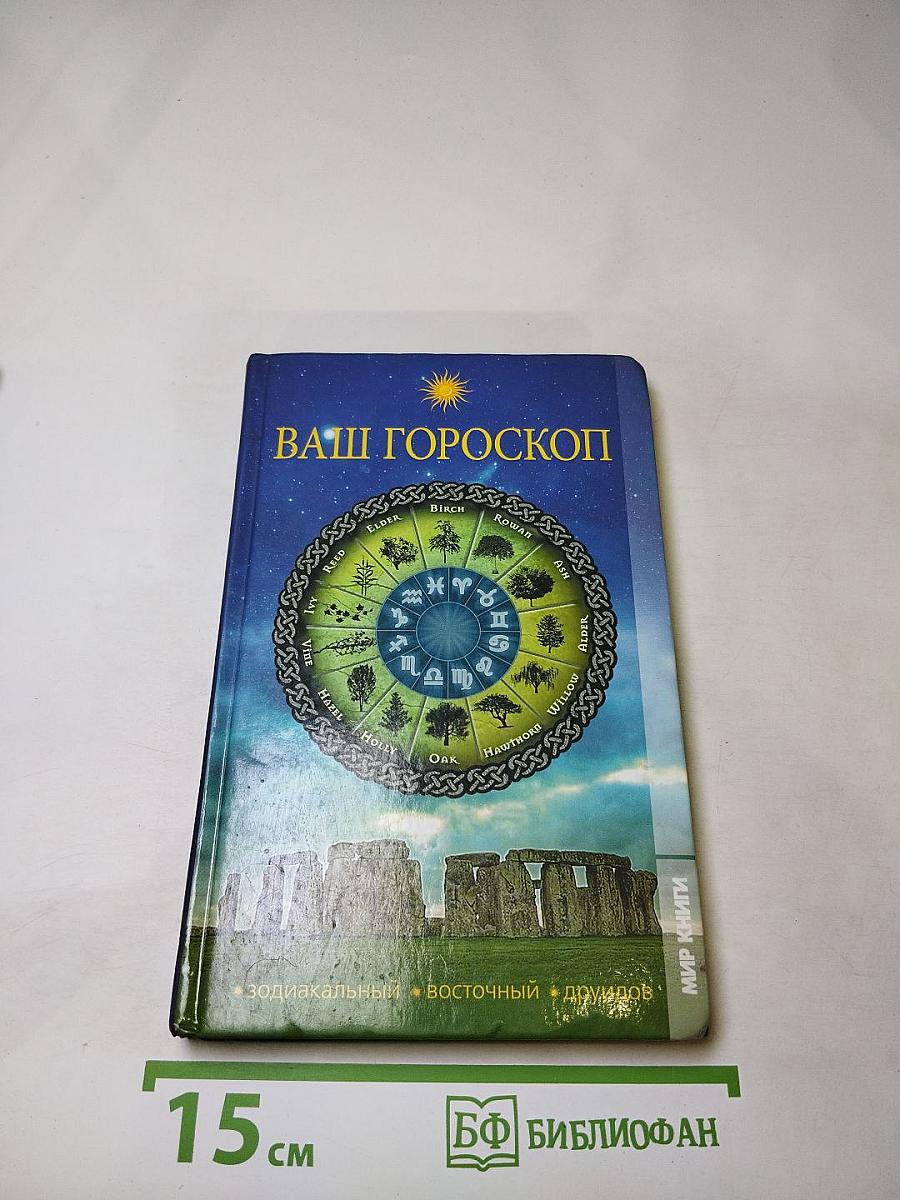 ВАШ ГОРОСКОП
BIRCH
ROWAN
ASH
ALDER
WILLOW
HAWTHORN
OAK
HOLLY
HAZEL
VINE
IVY
REED
ELDER
МИР КНИГИ
зодиакальный восточный друидов
15 см
БФ БИБЛИОФАН